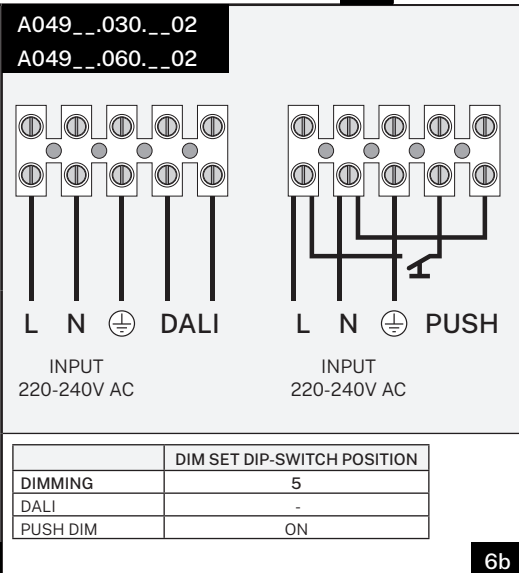 A049__.030.__02
A049__.060.__02
L N DALI
INPUT
220-240V AC
L N PUSH
INPUT
220-240V AC
DIM SET DIP-SWITCH POSITION
DIMMING 5
DALI -
PUSH DIM ON
6b